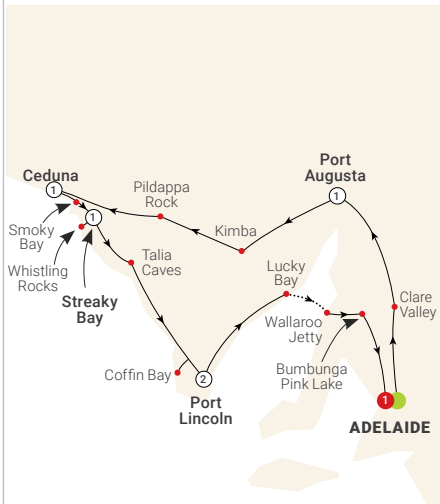 Port
Augusta
1
Ceduna
1
Pildappa
Rock
1
Smoky
Bay
Kimba
Whistling
Rocks
Talia
Caves
Streaky
Bay
Lucky
Bay
Clare
Valley
Wallaroo
Jetty
Coffin Bay
2
Bumbunga
Pink Lake
Port
Lincoln
1
ADELAIDE